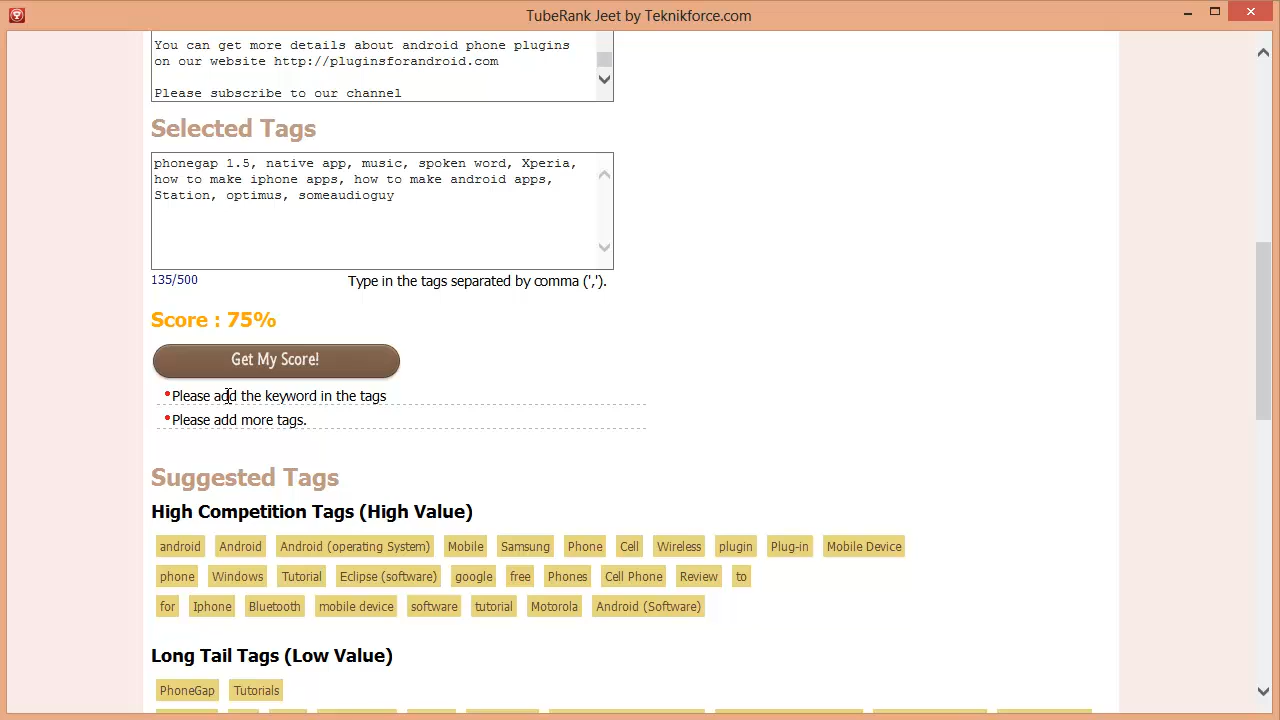 TubeRank Jeet by Teknikforce.com
You can get more details about android phone plugins
on our website http://pluginsforandroid.com
Please subscribe to our channel
Selected Tags
phonegap 1.5, native app, music, spoken word, Xperia,
how to make iphone apps, how to make android apps,
Station, optimus, someaudioguy
135/500 Type in the tags separated by comma (',').
Score : 75%
Get My Score!
*Please add the keyword in the tags
*Please add more tags.
Suggested Tags
High Competition Tags (High Value)
android Android Android (operating System) Mobile Samsung Phone Cell Wireless plugin Plug-in Mobile Device
phone Windows Tutorial Eclipse (software) google free Phones Cell Phone Review to
for Iphone Bluetooth mobile device software tutorial Motorola Android (Software)
Long Tail Tags (Low Value)
PhoneGap Tutorials